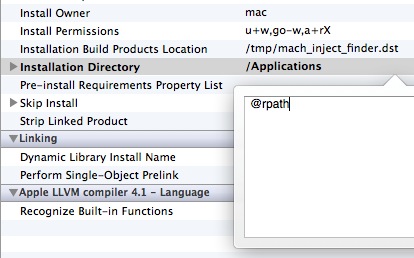 Install Owner mac
Install Permissions u+w,go-w,a+rX
Installation Build Products Location /tmp/mach_inject_finder.dst
Installation Directory /Applications
Pre-install Requirements Property List
Skip Install
Strip Linked Product
@rpath
Linking
Dynamic Library Install Name
Perform Single-Object Prelink
Apple LLVM compiler 4.1 - Language
Recognize Built-in Functions